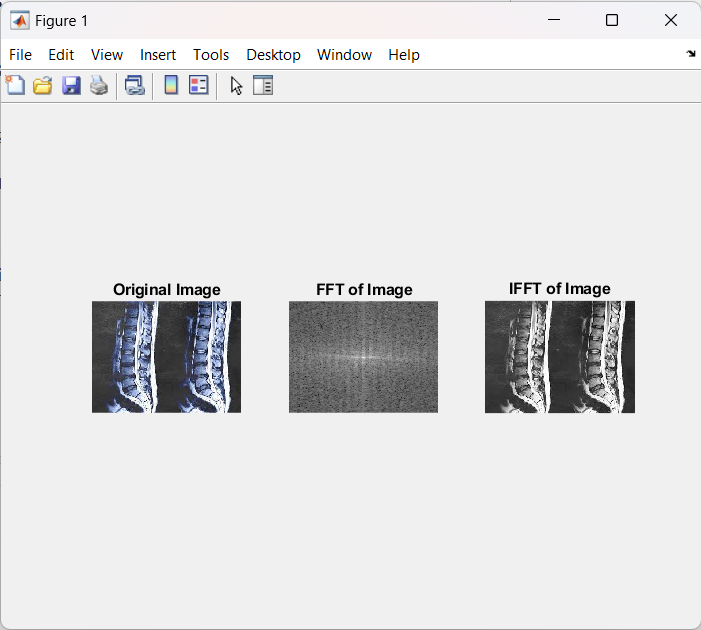 Figure 1
File Edit View Insert Tools Desktop Window Help
Original Image FFT of Image IFFT of Image